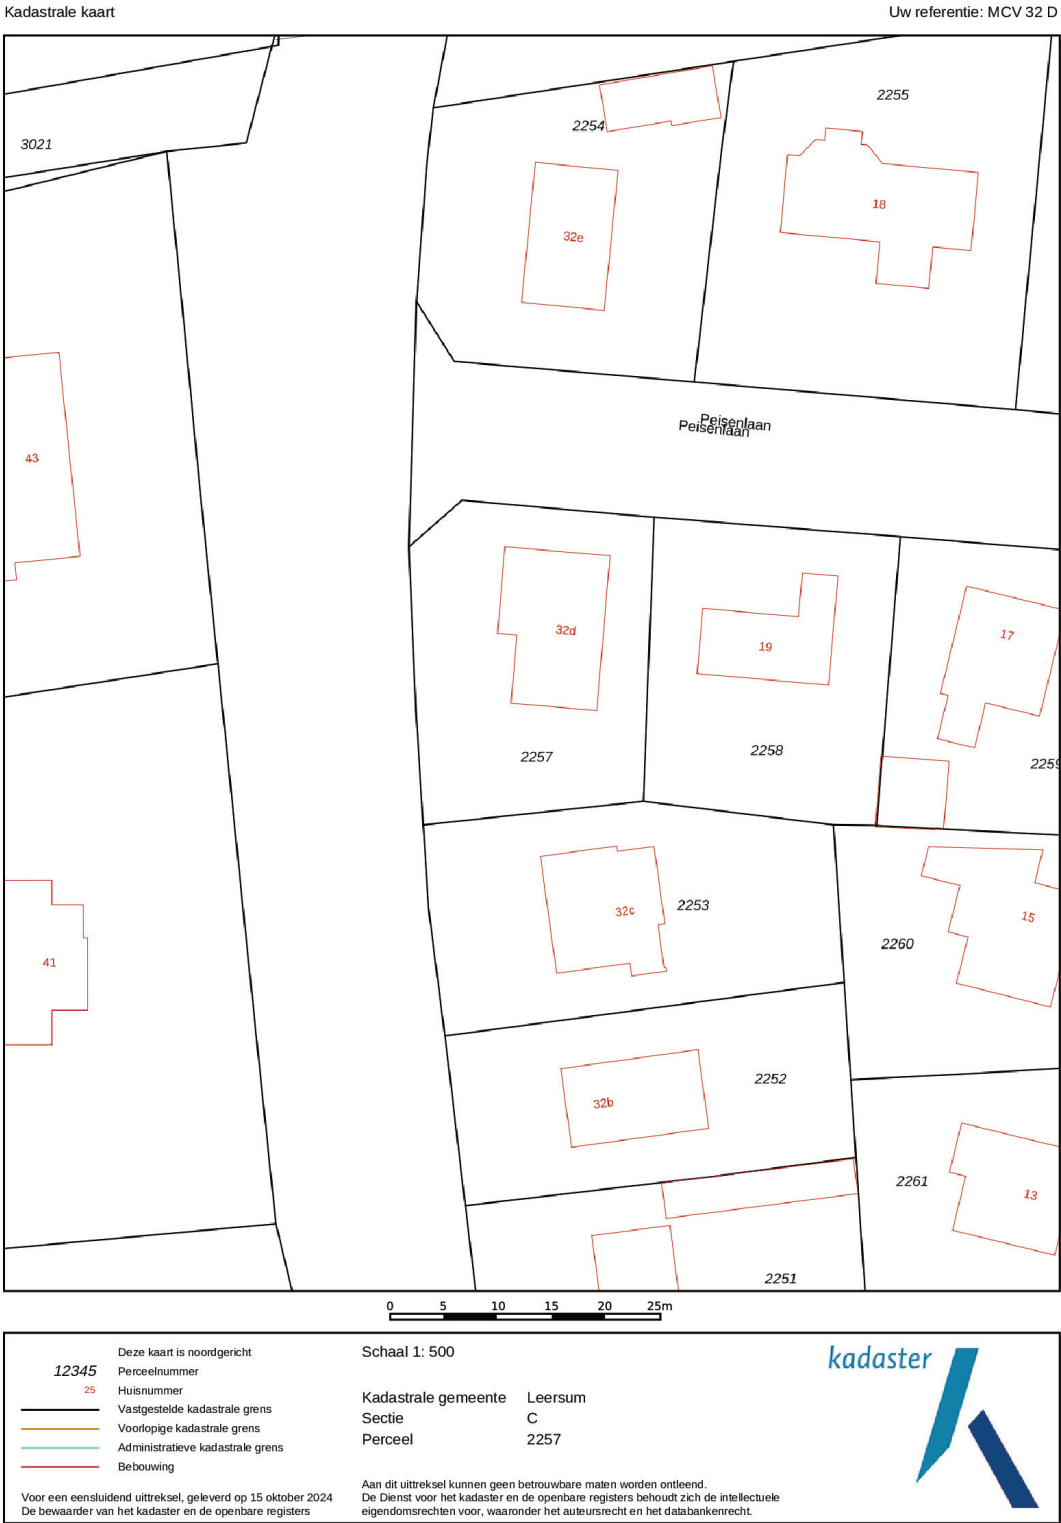 Kadastrale kaart
Uw referentie: MCV 32 D
2255
2254
3021
18
32e
Peisenlaan
Peisenlaan
43
32d
17
19
2257
2258
2259
32c
2253
15
2260
41
2252
32b
2261
13
2251
0 5 10 15 20 25m
Deze kaart is noordgericht
12345 Perceelnummer
25 Huisnummer
Vastgestelde kadastrale grens
Voorlopige kadastrale grens
Administratieve kadastrale grens
Bebouwing
Voor een eensluidend uittreksel, geleverd op 15 oktober 2024
De bewaarder van het kadaster en de openbare registers
Schaal 1: 500
Kadastrale gemeente Leersum
Sectie C
Perceel 2257
Aan dit uittreksel kunnen geen betrouwbare maten worden ontleend.
De Dienst voor het kadaster en de openbare registers behoudt zich de intellectuele
eigendomsrechten voor, waaronder het auteursrecht en het databankenrecht.
kadaster